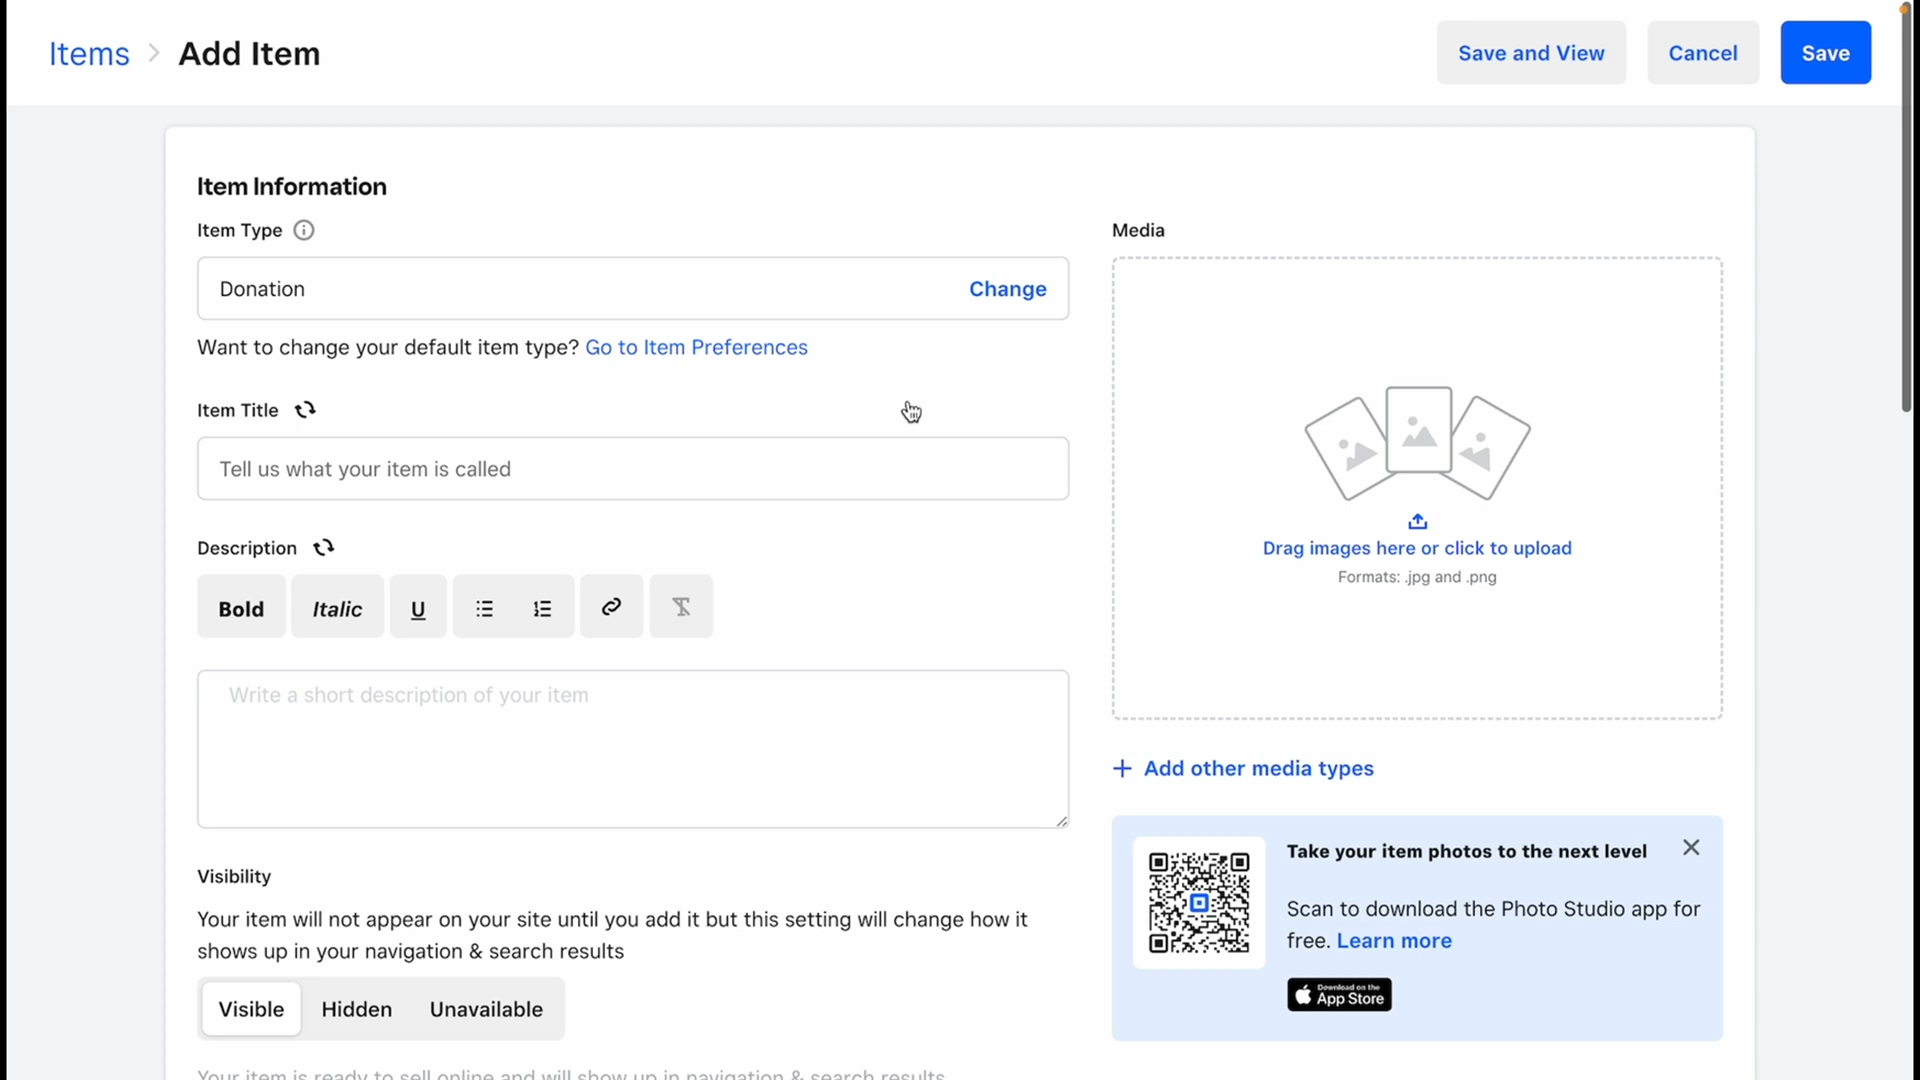 Items
Add Item
Save and View
Cancel
Save
Item Information
Item Type
Donation
Change
Want to change your default item type? Go to Item Preferences
Item Title
Tell us what your item is called
Description
Bold
Italic
U
Write a short description of your item
Visibility
Your item will not appear on your site until you add it but this setting will change how it
shows up in your navigation & search results
Visible
Hidden
Unavailable
Your item is ready to sell online and will show up in navigation & search results
Media
Drag images here or click to upload
Formats: .jpg and .png
+ Add other media types
Take your item photos to the next level
Scan to download the Photo Studio app for
free. Learn more
Download on the
App Store